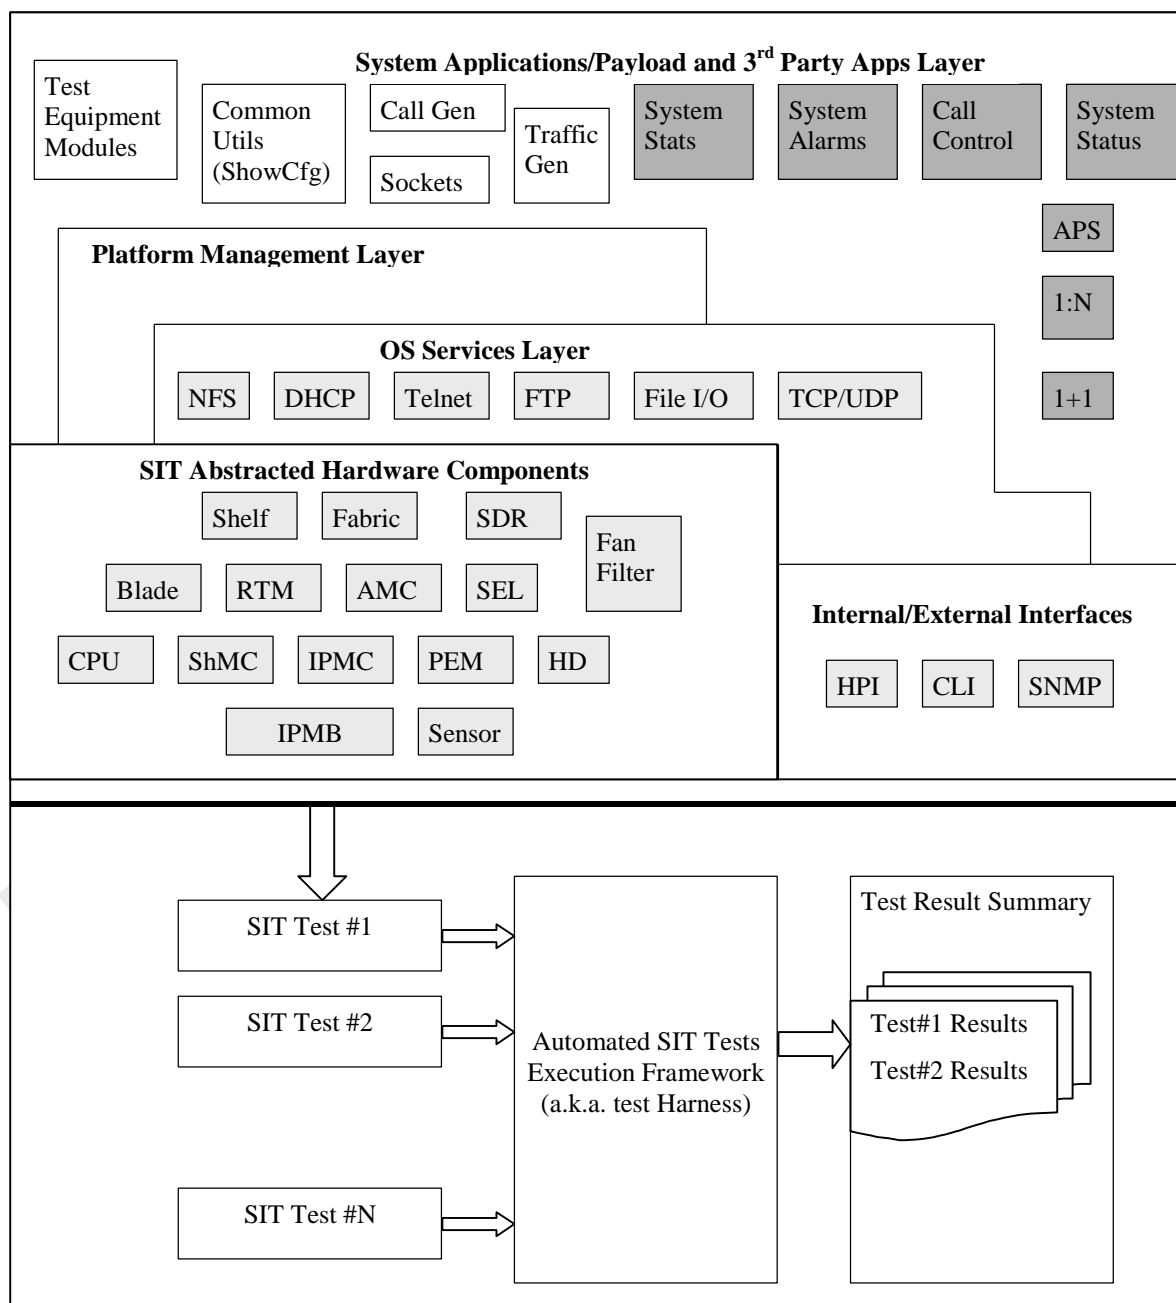 System Applications/Payload and 3rd Party Apps Layer
Test
Equipment
Modules
Common
Utils
(ShowCfg)
Call Gen
Sockets
Traffic
Gen
System
Stats
System
Alarms
Call
Control
System
Status
APS
1:N
1+1
Platform Management Layer
OS Services Layer
NFS
DHCP
Telnet
FTP
File I/O
TCP/UDP
SIT Abstracted Hardware Components
Shelf
Fabric
SDR
Fan
Filter
Blade
RTM
AMC
SEL
CPU
ShMC
IPMC
PEM
HD
IPMB
Sensor
Internal/External Interfaces
HPI
CLI
SNMP
SIT Test #1
SIT Test #2
SIT Test #N
Automated SIT Tests
Execution Framework
(a.k.a. test Harness)
Test Result Summary
Test#1 Results
Test#2 Results